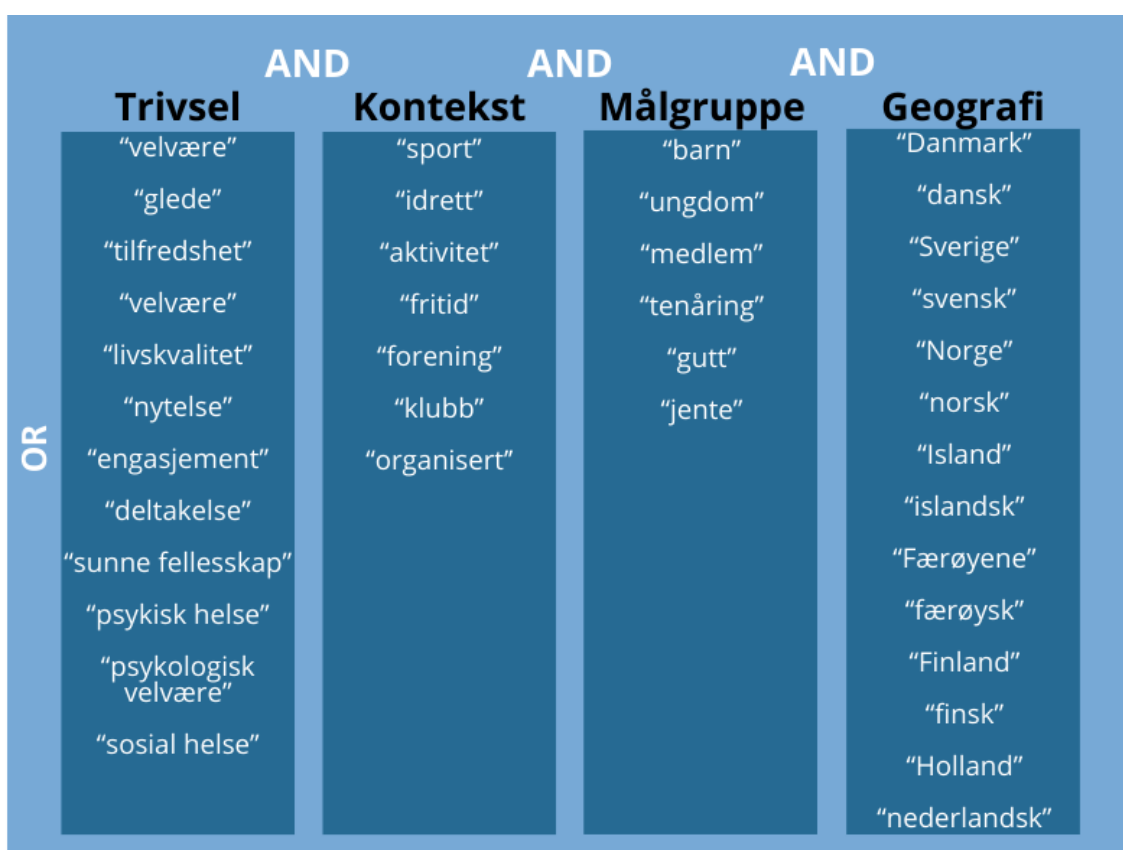 AND AND AND
Trivsel Kontekst Målgruppe Geografi
OR
“velvære”
“glede”
“tilfredshet”
“velvære”
“livskvalitet”
“nytelse”
“engasjement”
“deltakelse”
“sunne fellesskap”
“psykisk helse”
“psykologisk
velvære”
“sosial helse”
“sport”
“idrett”
“aktivitet”
“fritid”
“forening”
“klubb”
“organisert”
“barn”
“ungdom”
“medlem”
“tenåring”
“gutt”
“jente”
“Danmark”
“dansk”
“Sverige”
“svensk”
“Norge”
“norsk”
“Island”
“islandsk”
“Færøyene”
“færøysk”
“Finland”
“finsk”
“Holland”
“nederlandsk”